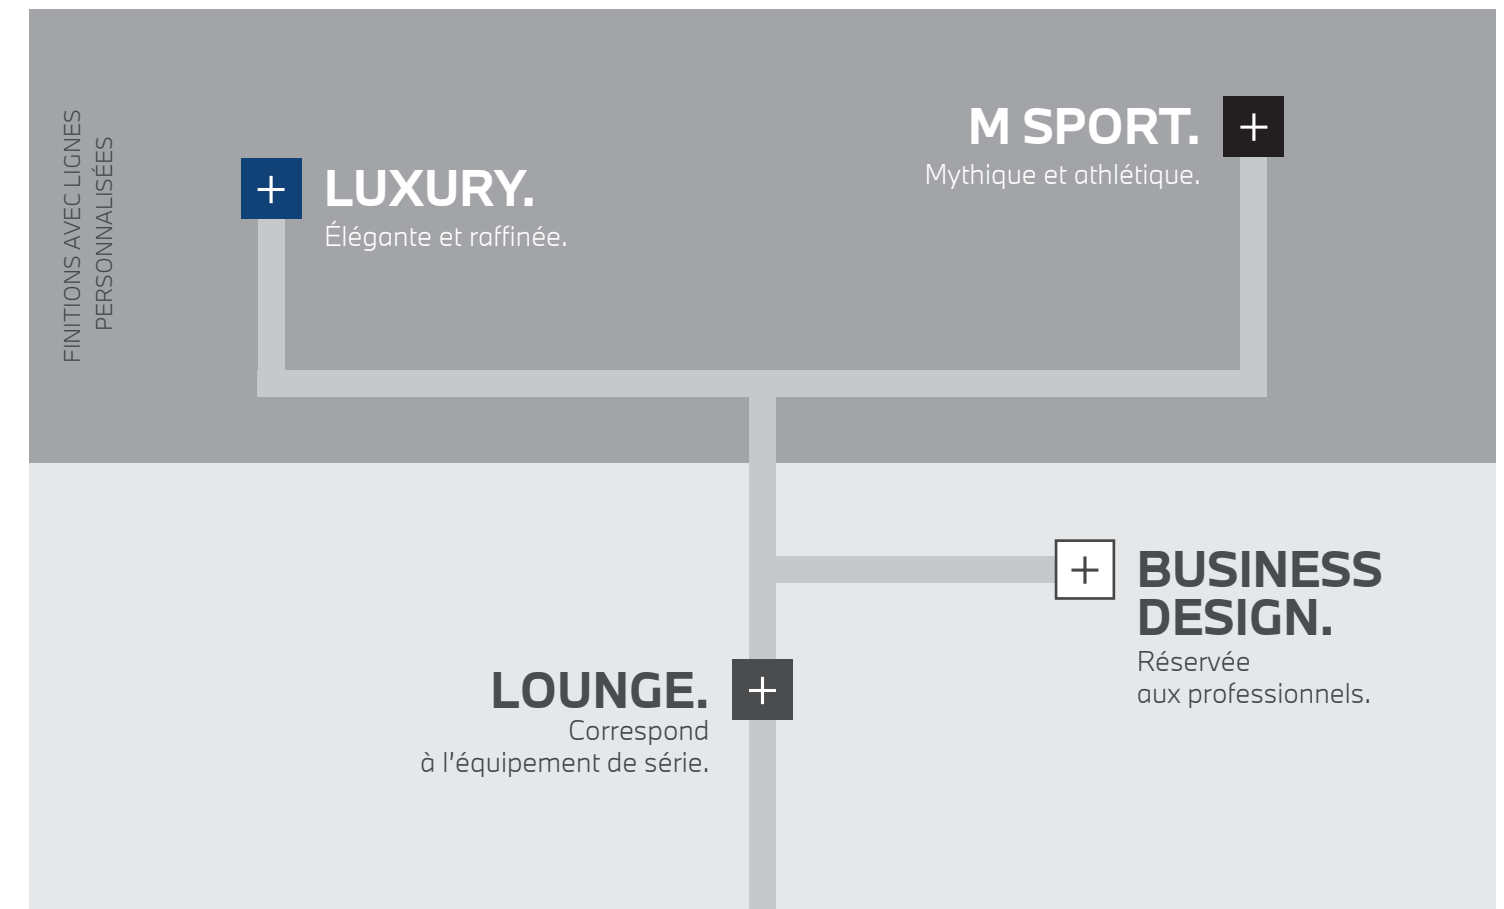 FINITIONS AVEC LIGNES
PERSONNALISÉES
M SPORT.
Mythique et athlétique.
LUXURY.
Élégante et raffinée.
BUSINESS
DESIGN.
Réservée
aux professionnels.
LOUNGE.
Correspond
à l'équipement de série.